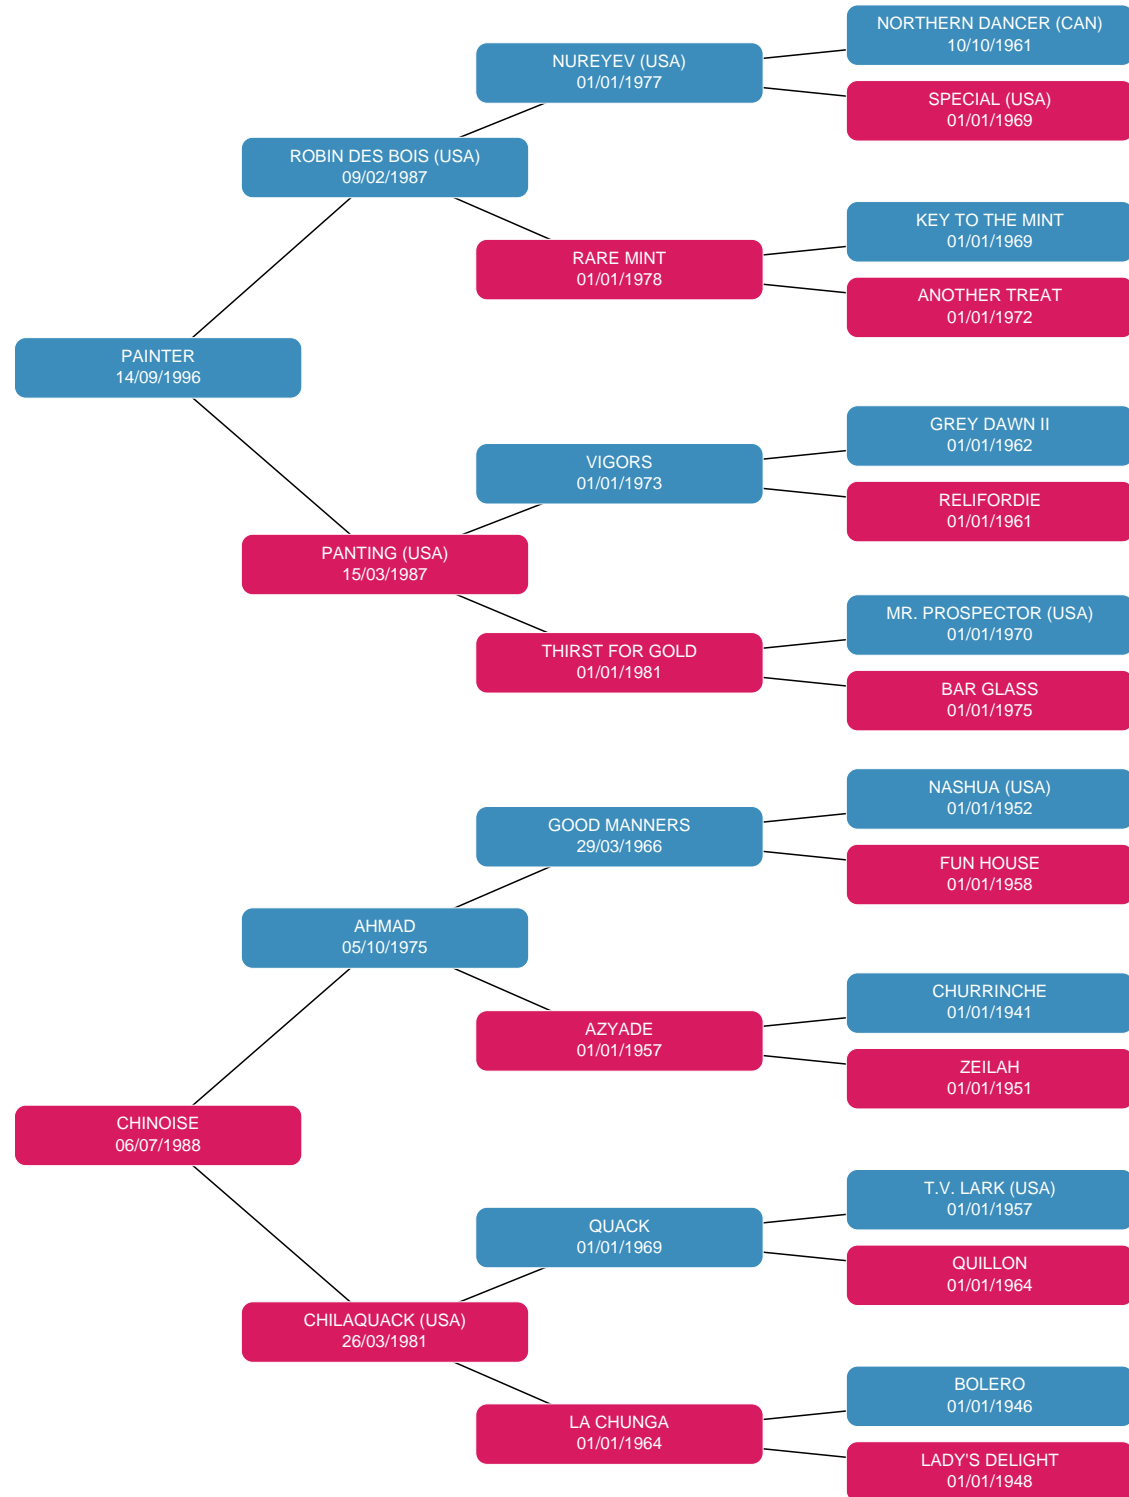 NORTHERN DANCER (CAN)
10/10/1961
NUREYEV (USA)
01/01/1977
SPECIAL (USA)
01/01/1969
ROBIN DES BOIS (USA)
09/02/1987
KEY TO THE MINT
01/01/1969
RARE MINT
01/01/1978
ANOTHER TREAT
01/01/1972
PAINTER
14/09/1996
GREY DAWN II
01/01/1962
VIGORS
01/01/1973
RELIFORDIE
01/01/1961
PANTING (USA)
15/03/1987
MR. PROSPECTOR (USA)
01/01/1970
THIRST FOR GOLD
01/01/1981
BAR GLASS
01/01/1975
NASHUA (USA)
01/01/1952
GOOD MANNERS
29/03/1966
FUN HOUSE
01/01/1958
AHMAD
05/10/1975
CHURRINCHE
01/01/1941
AZYADE
01/01/1957
ZEILAH
01/01/1951
CHINOISE
06/07/1988
T.V. LARK (USA)
01/01/1957
QUACK
01/01/1969
QUILLON
01/01/1964
CHILAQUACK (USA)
26/03/1981
BOLERO
01/01/1946
LA CHUNGA
01/01/1964
LADY'S DELIGHT
01/01/1948